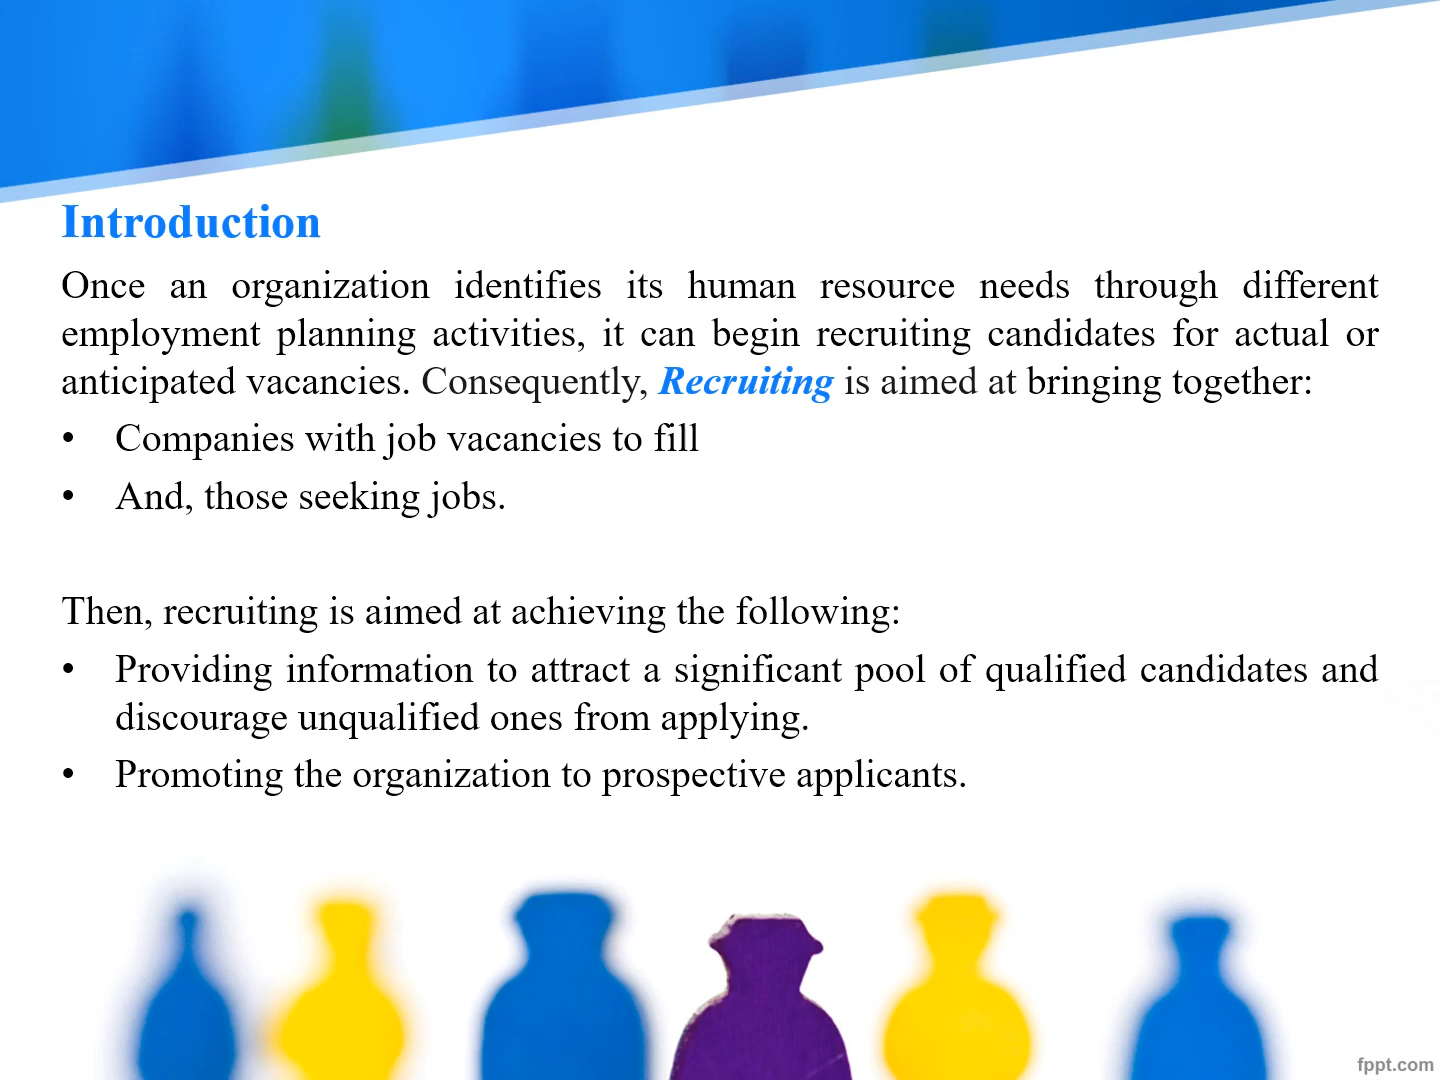 Introduction
Once an organization identifies its human resource needs through different
employment planning activities, it can begin recruiting candidates for actual or
anticipated vacancies. Consequently, Recruiting is aimed at bringing together:
• Companies with job vacancies to fill
• And, those seeking jobs.
Then, recruiting is aimed at achieving the following:
• Providing information to attract a significant pool of qualified candidates and
discourage unqualified ones from applying.
• Promoting the organization to prospective applicants.
fppt.com